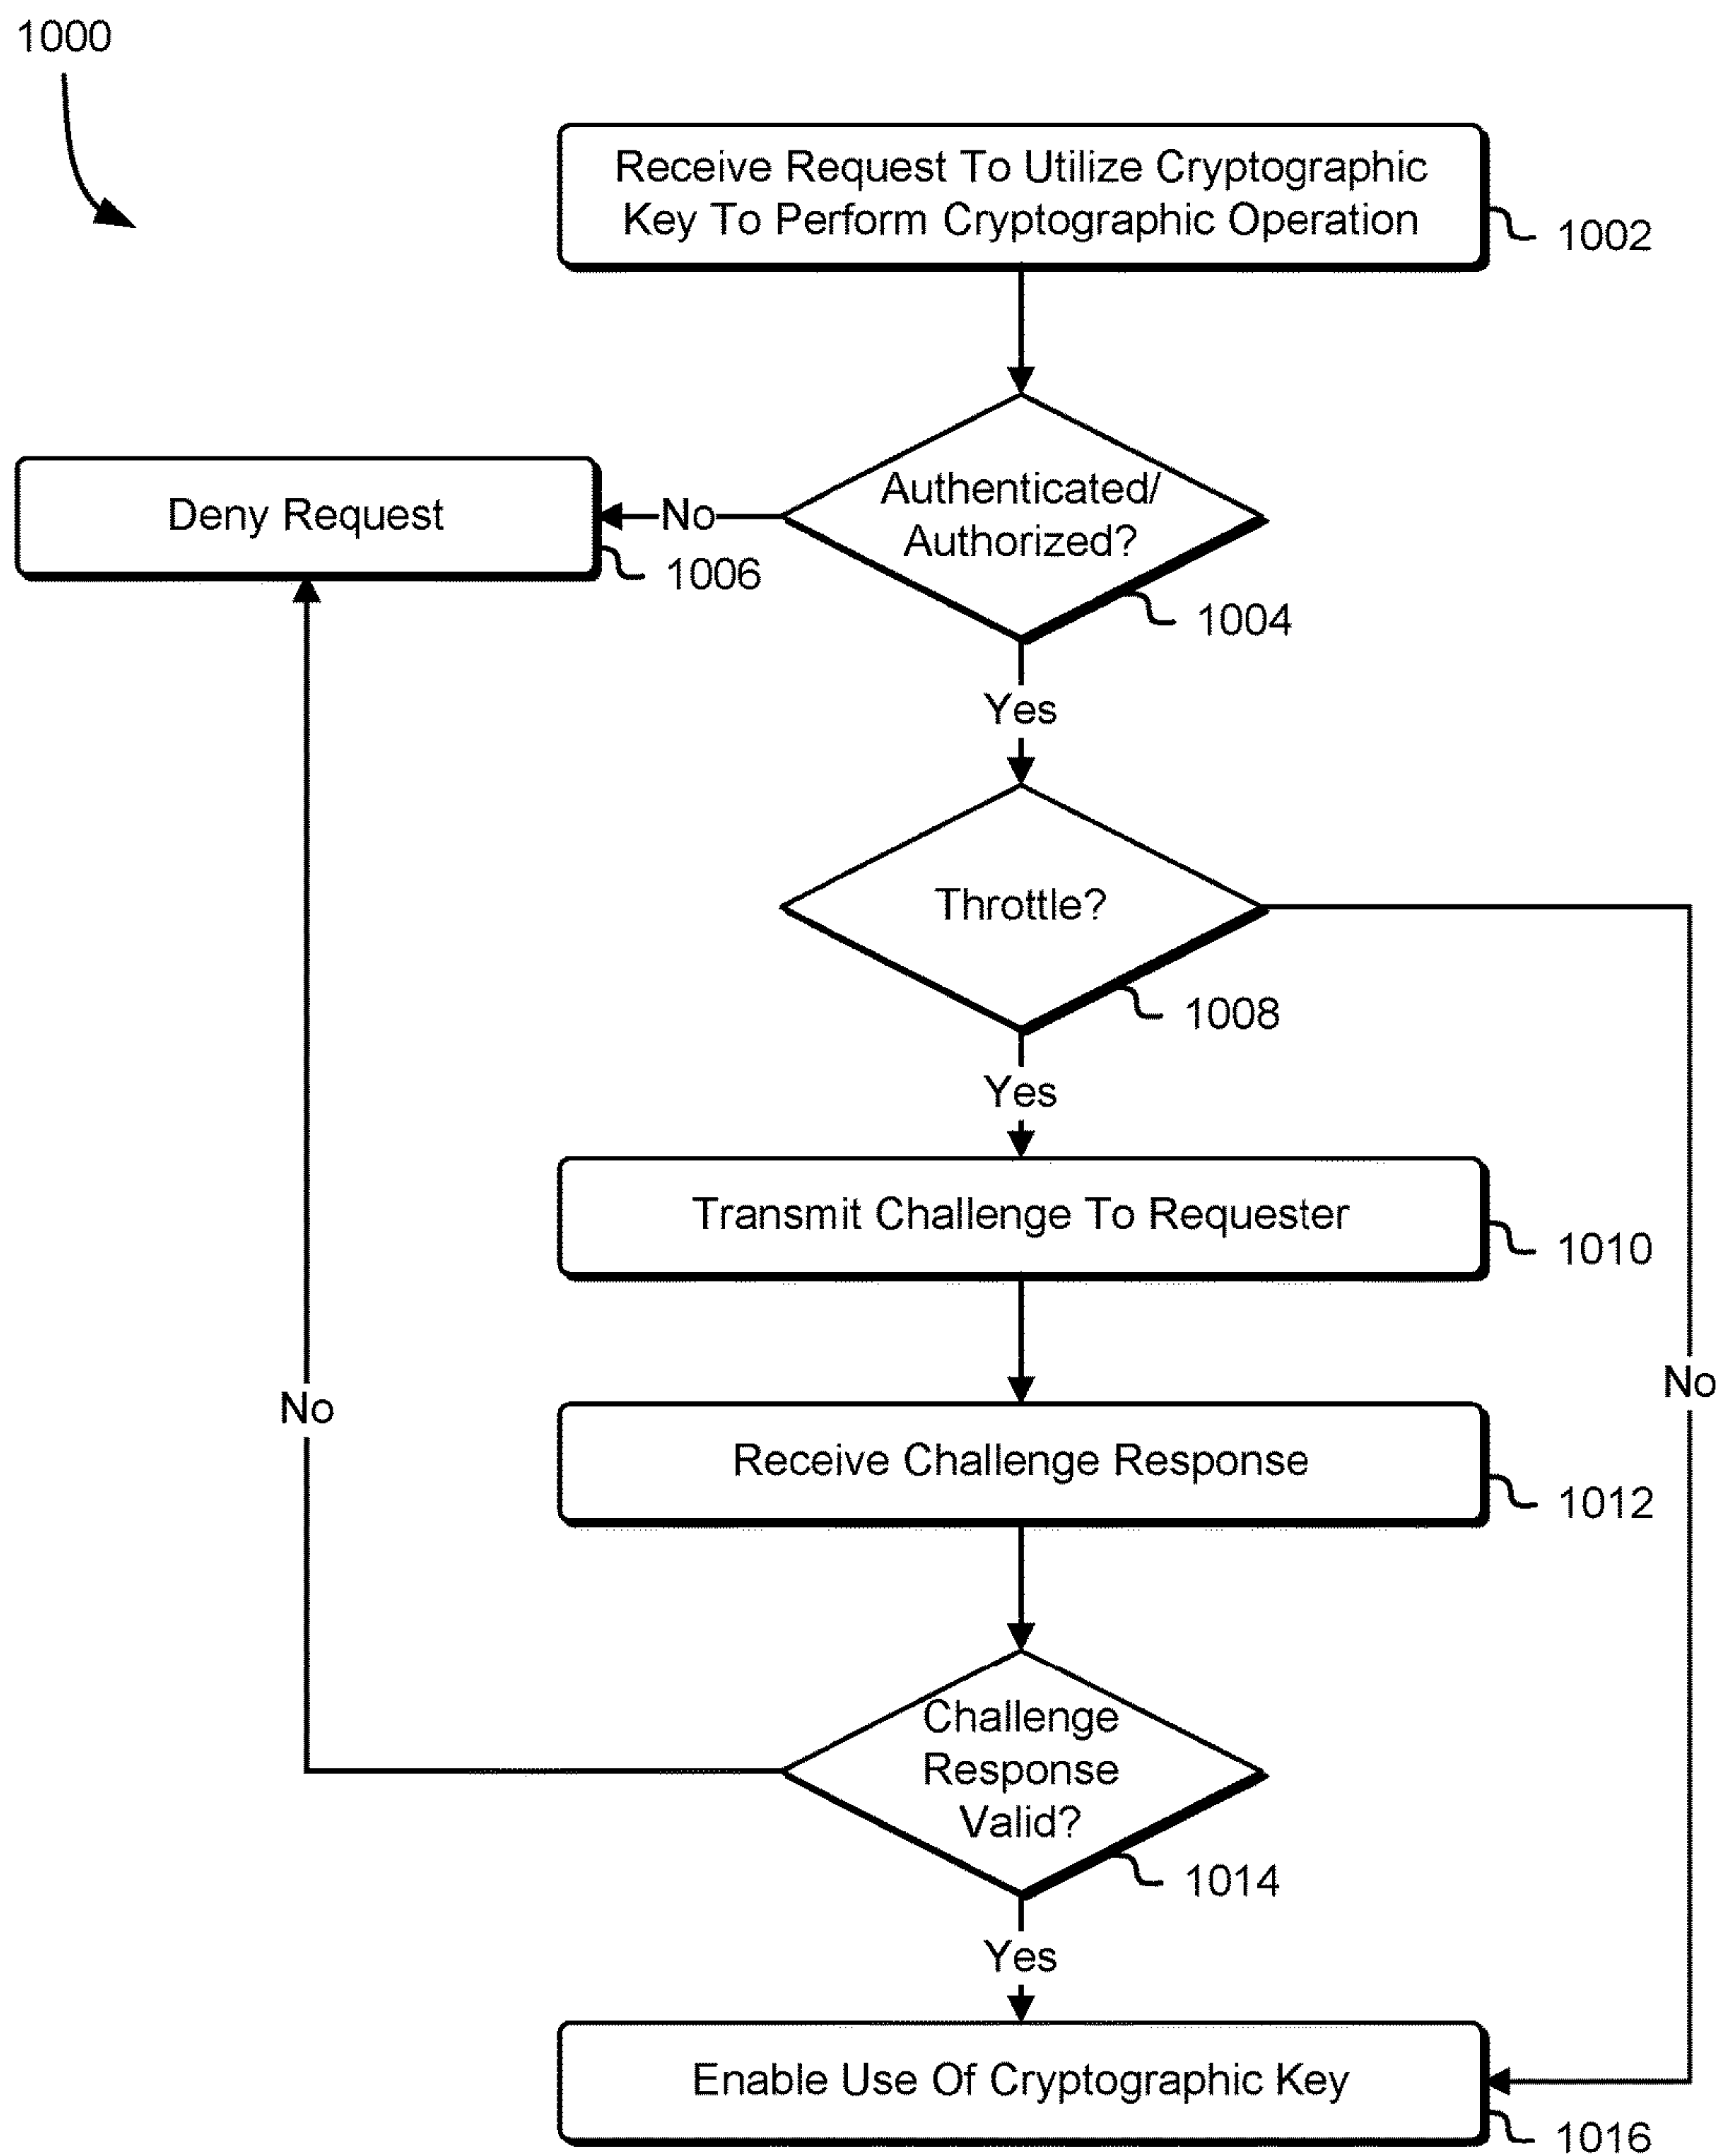 1000
Receive Request To Utilize Cryptographic
Key To Perform Cryptographic Operation
1002
Authenticated/
Authorized?
1004
No
Deny Request
1006
Yes
Throttle?
1008
Yes
No
Transmit Challenge To Requester
1010
Receive Challenge Response
1012
Challenge
Response
Valid?
1014
No
Yes
Enable Use Of Cryptographic Key
1016